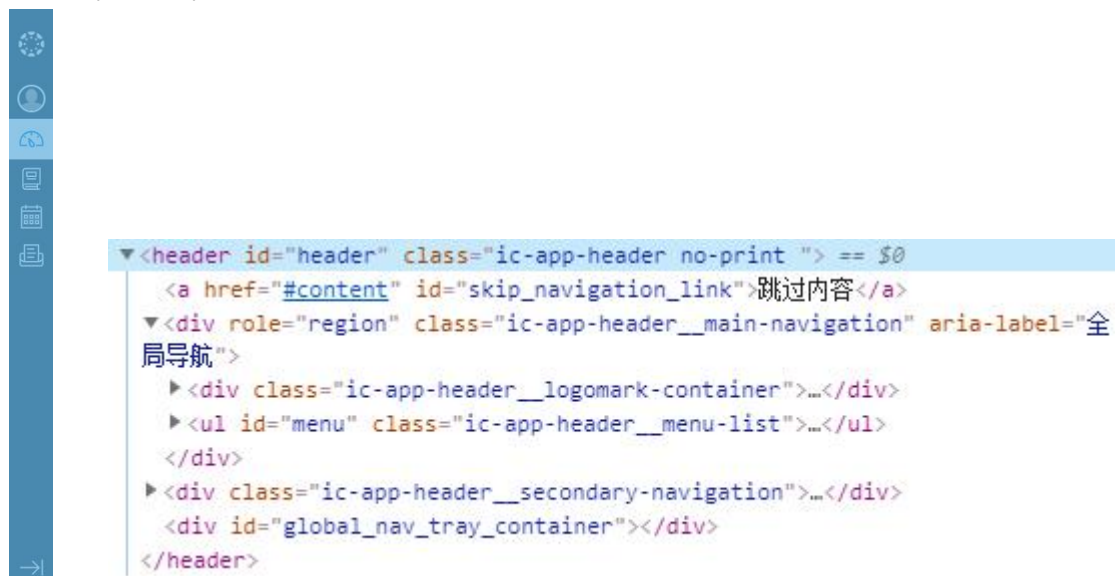 ▼<header id="header" class="ic-app-header no-print "> == $0
<a href="#content" id="skip_navigation_link">跳过内容</a>
▼<div role="region" class="ic-app-header__main-navigation" aria-label="全
局导航">
▶<div class="ic-app-header__logomark-container">…</div>
▶<ul id="menu" class="ic-app-header__menu-list">…</ul>
</div>
▶<div class="ic-app-header__secondary-navigation">…</div>
<div id="global_nav_tray_container"></div>
</header>